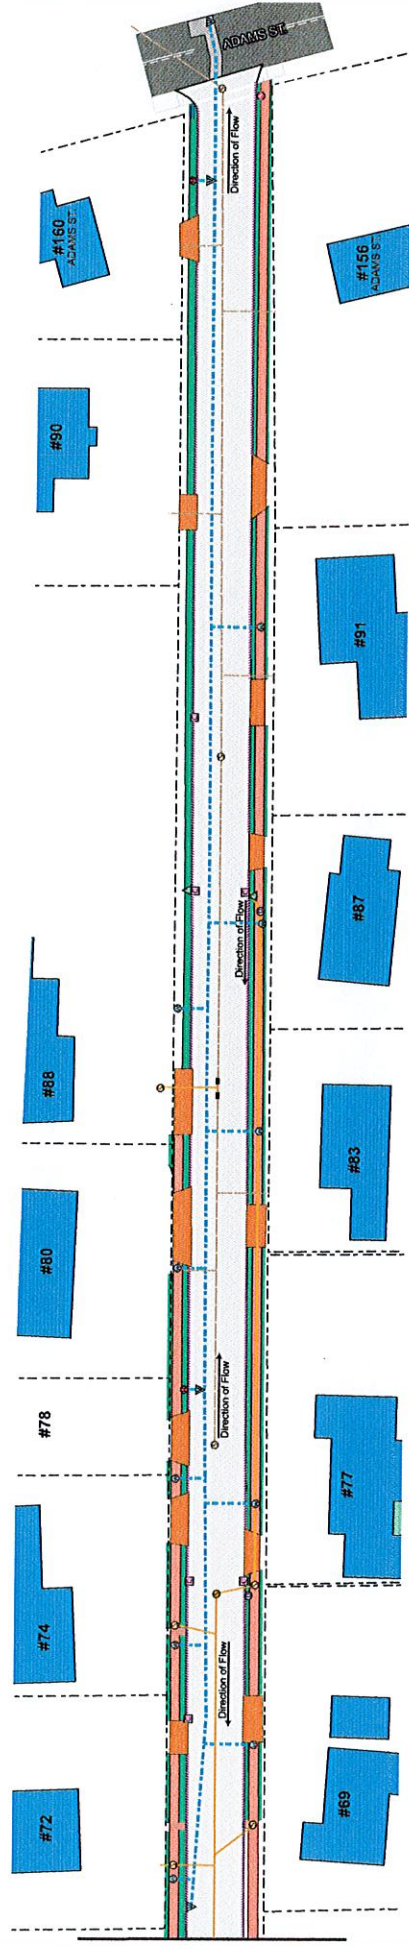 ADAMS ST.
Direction of Flow
#160
ADAMS ST.
#156
ADAMS ST.
#90
#91
#87
Direction of Flow
#88
#83
#80
Direction of Flow
#78
#77
#74
Direction of Flow
#72
#69